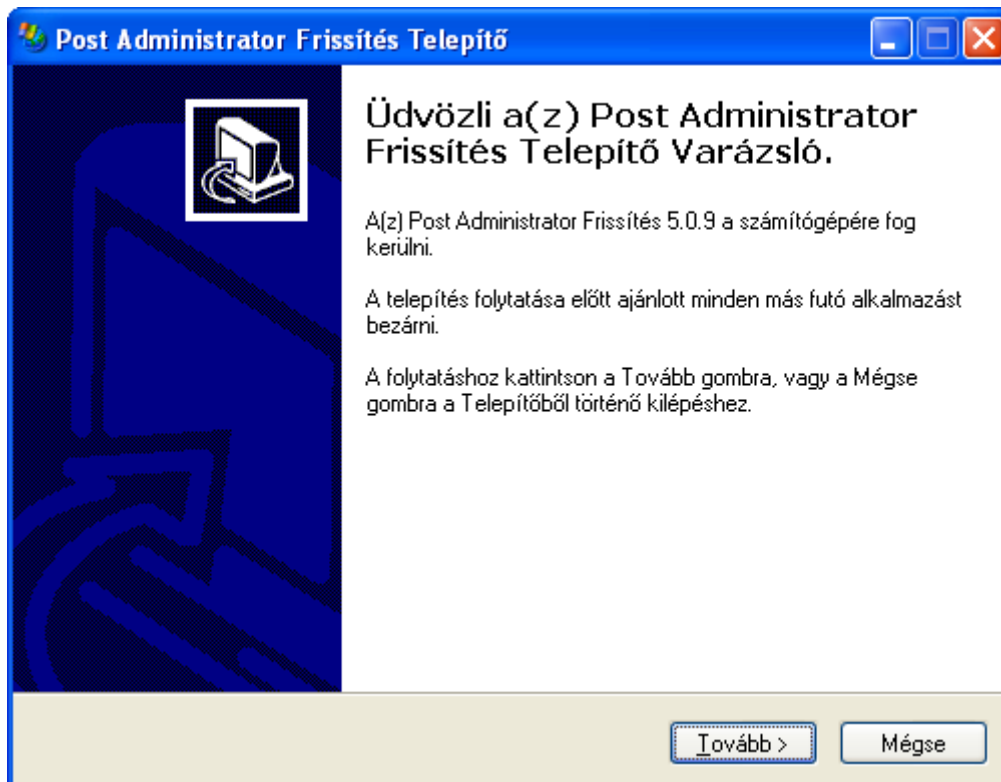 Post Administrator Frissítés Telepítő
Üdvözli a(z) Post Administrator
Frissítés Telepítő Varázsló.
A(z) Post Administrator Frissítés 5.0.9 a számítógépére fog
kerülni.
A telepítés folytatása előtt ajánlott minden más futó alkalmazást
bezárni.
A folytatáshoz kattintson a Tovább gombra, vagy a Mégse
gombra a Telepítőből történő kilépéshez.
Tovább >
Mégse